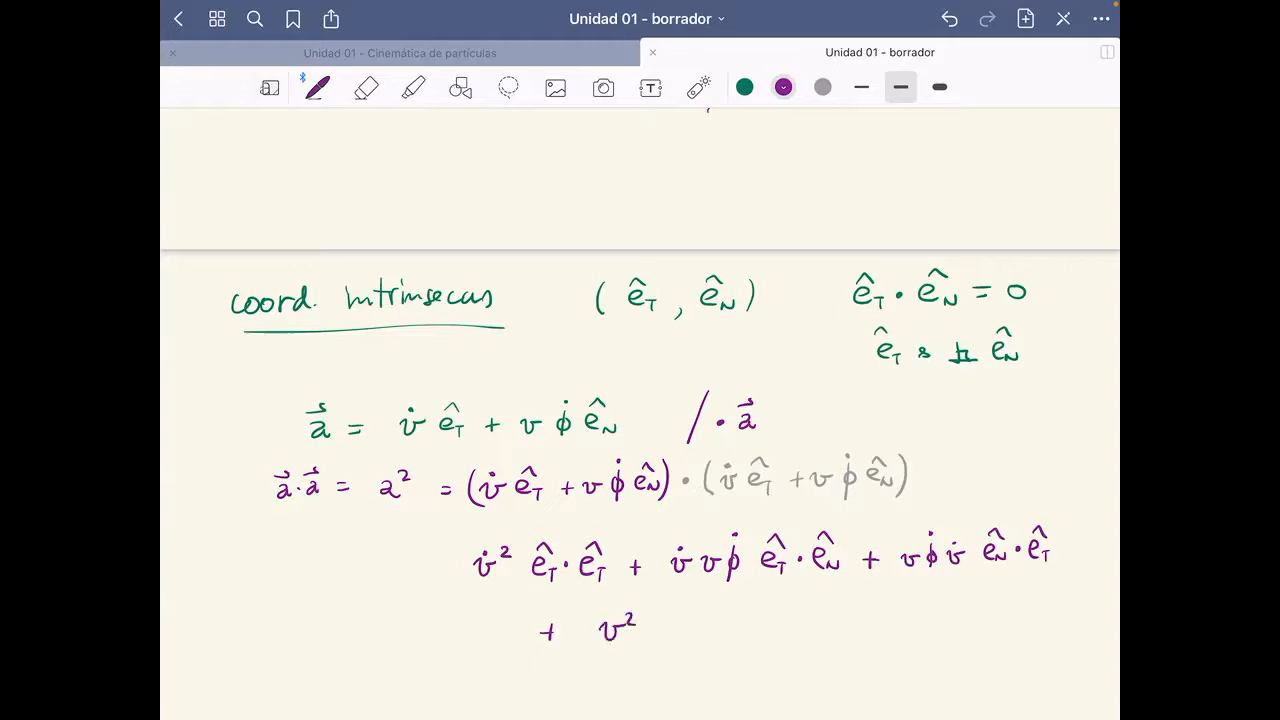 Unidad 01 - borrador
Unidad 01 - Cinemática de partículas
Unidad 01 - borrador
T
coord. intrinsecas ( ê_T , ê_N ) ê_T · ê_N = 0
ê_T ⊥ ê_N
a⃗ = v̇ ê_T + v φ̇ ê_N / · a⃗
a⃗·a⃗ = a² = (v̇ ê_T + v φ̇ ê_N) · (v̇ ê_T + v φ̇ ê_N)
v̇² ê_T · ê_T + v̇ v φ̇ ê_T · ê_N + v φ̇ v̇ ê_N · ê_T
+ v²